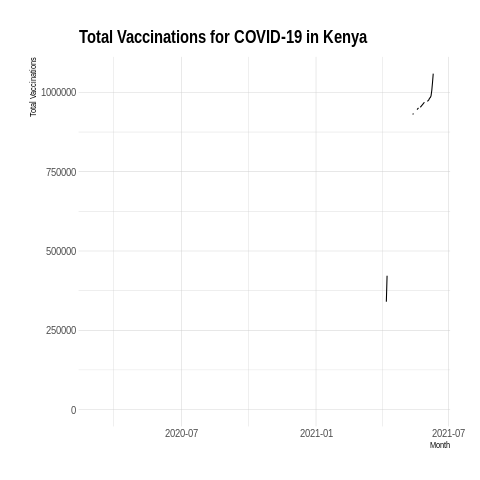 Total Vaccinations for COVID-19 in Kenya
Total Vaccinations
1000000
750000
500000
250000
0
2020-07 2021-01 2021-07
Month